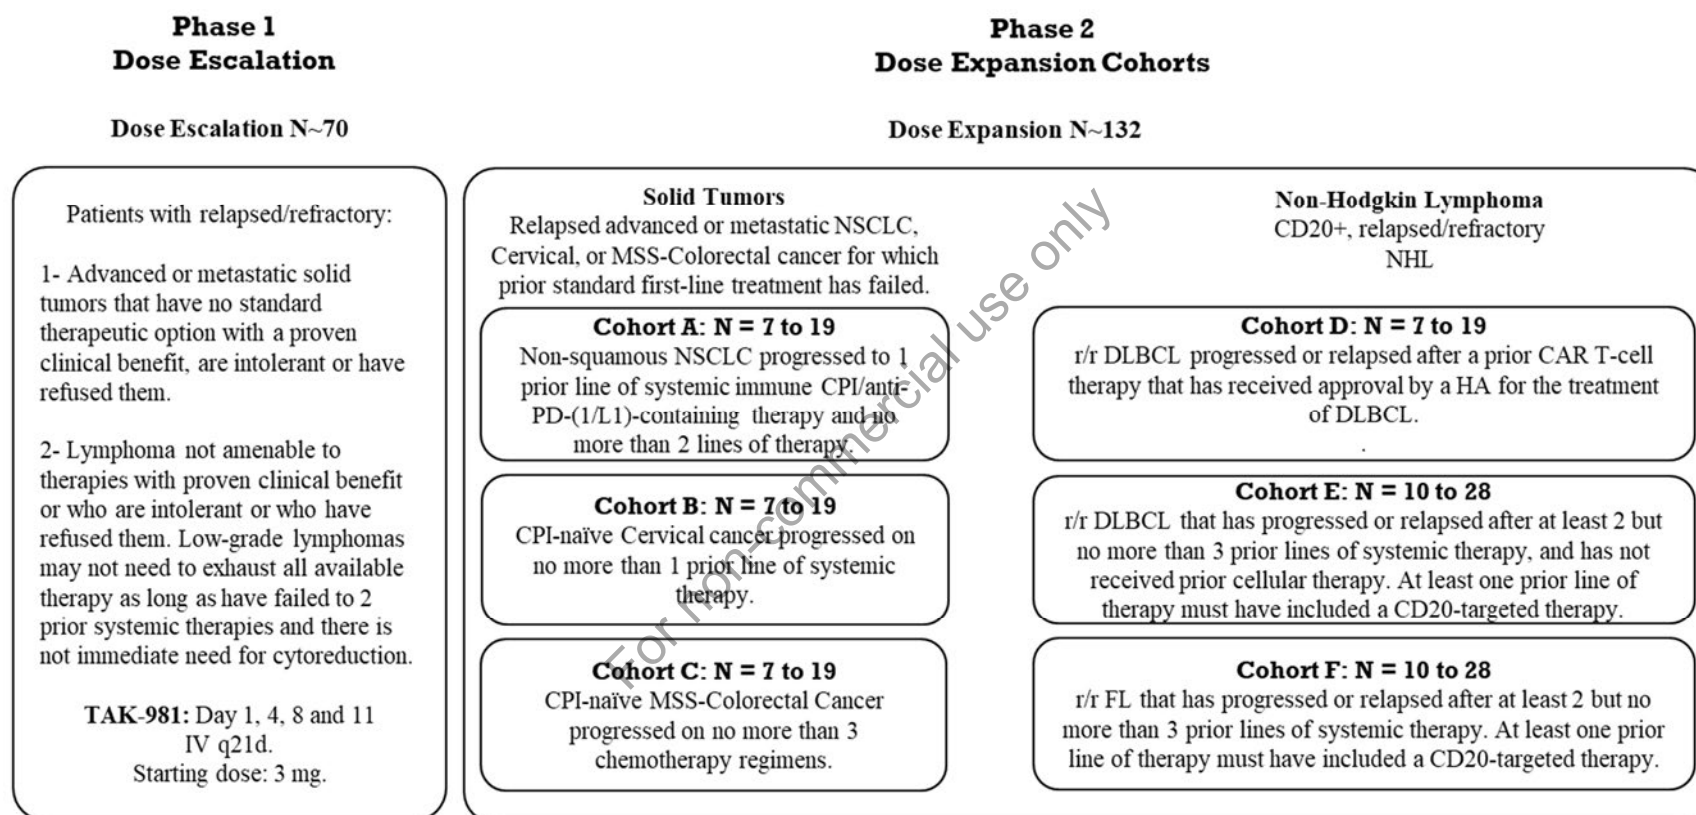 Phase 1
Dose Escalation
Dose Escalation N~70
Patients with relapsed/refractory:
1- Advanced or metastatic solid
tumors that have no standard
therapeutic option with a proven
clinical benefit, are intolerant or have
refused them.
2- Lymphoma not amenable to
therapies with proven clinical benefit
or who are intolerant or who have
refused them. Low-grade lymphomas
may not need to exhaust all available
therapy as long as have failed to 2
prior systemic therapies and there is
not immediate need for cytoreduction.
TAK-981: Day 1, 4, 8 and 11
IV q21d.
Starting dose: 3 mg.
Phase 2
Dose Expansion Cohorts
Dose Expansion N~132
Solid Tumors
Relapsed advanced or metastatic NSCLC,
Cervical, or MSS-Colorectal cancer for which
prior standard first-line treatment has failed.
Cohort A: N = 7 to 19
Non-squamous NSCLC progressed to 1
prior line of systemic immune CPI/anti-
PD-(1/L1)-containing therapy and no
more than 2 lines of therapy.
Cohort B: N = 7 to 19
CPI-naïve Cervical cancer progressed on
no more than 1 prior line of systemic
therapy.
Cohort C: N = 7 to 19
CPI-naïve MSS-Colorectal Cancer
progressed on no more than 3
chemotherapy regimens.
Non-Hodgkin Lymphoma
CD20+, relapsed/refractory
NHL
Cohort D: N = 7 to 19
r/r DLBCL progressed or relapsed after a prior CAR T-cell
therapy that has received approval by a HA for the treatment
of DLBCL.
.
Cohort E: N = 10 to 28
r/r DLBCL that has progressed or relapsed after at least 2 but
no more than 3 prior lines of systemic therapy, and has not
received prior cellular therapy. At least one prior line of
therapy must have included a CD20-targeted therapy.
Cohort F: N = 10 to 28
r/r FL that has progressed or relapsed after at least 2 but no
more than 3 prior lines of systemic therapy. At least one prior
line of therapy must have included a CD20-targeted therapy.
For non-commercial use only